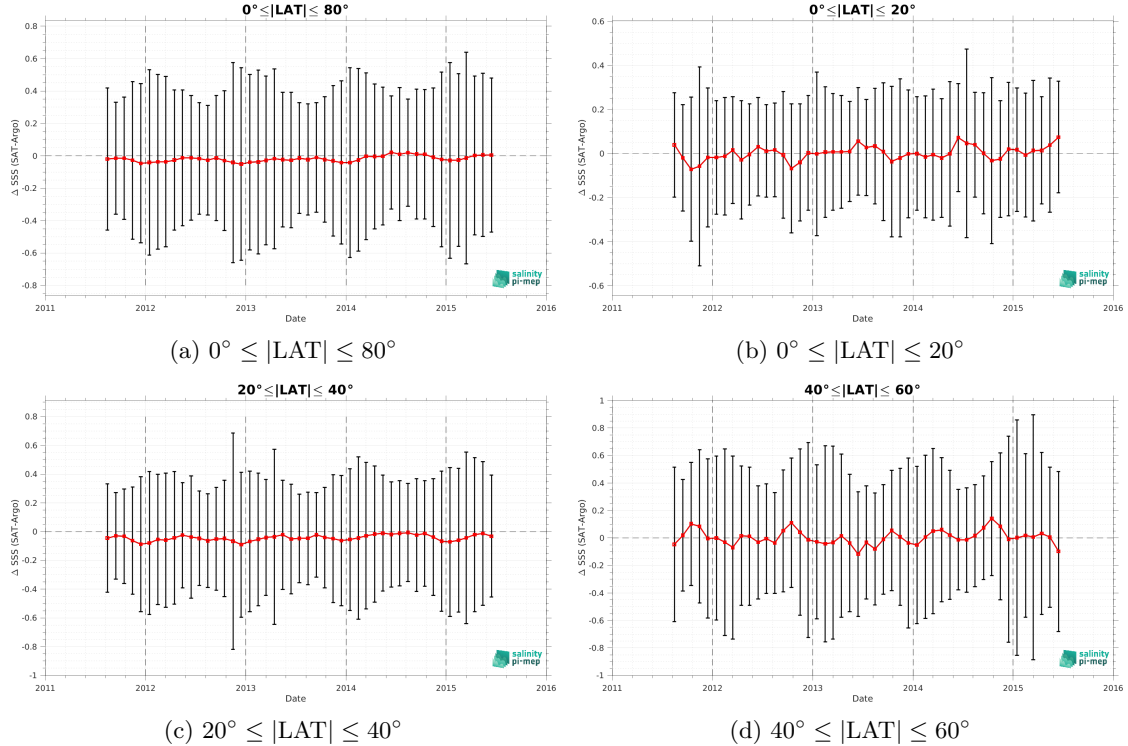 0°≤|LAT|≤ 80°
0.8
0.6
0.4
0.2
0
-0.2
-0.4
-0.6
-0.8
Δ SSS (SAT-Argo)
2011 2012 2013 2014 2015 2016
Date
salinity
pi-mep
(a) 0° ≤ |LAT| ≤ 80°
0°≤|LAT|≤ 20°
0.6
0.4
0.2
0
-0.2
-0.4
-0.6
Δ SSS (SAT-Argo)
2011 2012 2013 2014 2015 2016
Date
salinity
pi-mep
(b) 0° ≤ |LAT| ≤ 20°
20°≤|LAT|≤ 40°
0.8
0.6
0.4
0.2
0
-0.2
-0.4
-0.6
-0.8
-1
Δ SSS (SAT-Argo)
2011 2012 2013 2014 2015 2016
Date
salinity
pi-mep
(c) 20° ≤ |LAT| ≤ 40°
40°≤|LAT|≤ 60°
1
0.8
0.6
0.4
0.2
0
-0.2
-0.4
-0.6
-0.8
-1
Δ SSS (SAT-Argo)
2011 2012 2013 2014 2015 2016
Date
salinity
pi-mep
(d) 40° ≤ |LAT| ≤ 60°